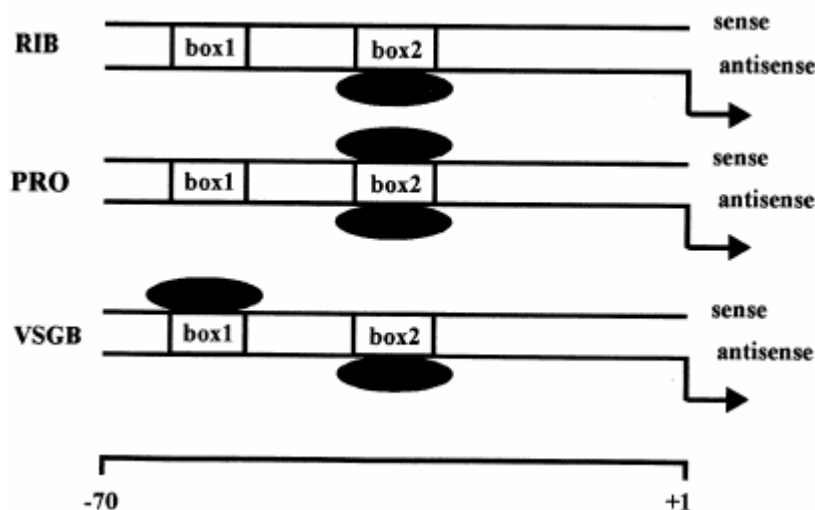 sense
RIB box1 box2
antisense
sense
PRO box1 box2
antisense
sense
VSGB box1 box2
antisense
-70 +1